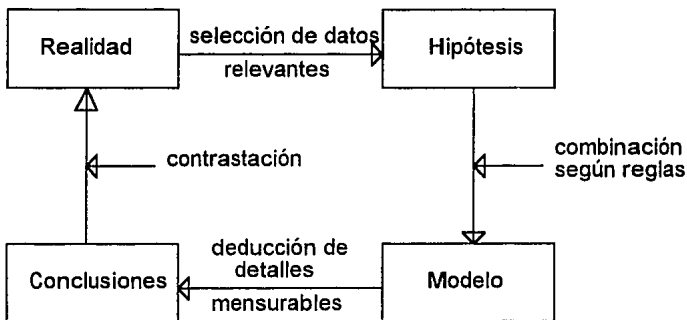 Realidad
selección de datos
relevantes
Hipótesis
combinación
según reglas
contrastación
Conclusiones
deducción de
detalles
mensurables
Modelo